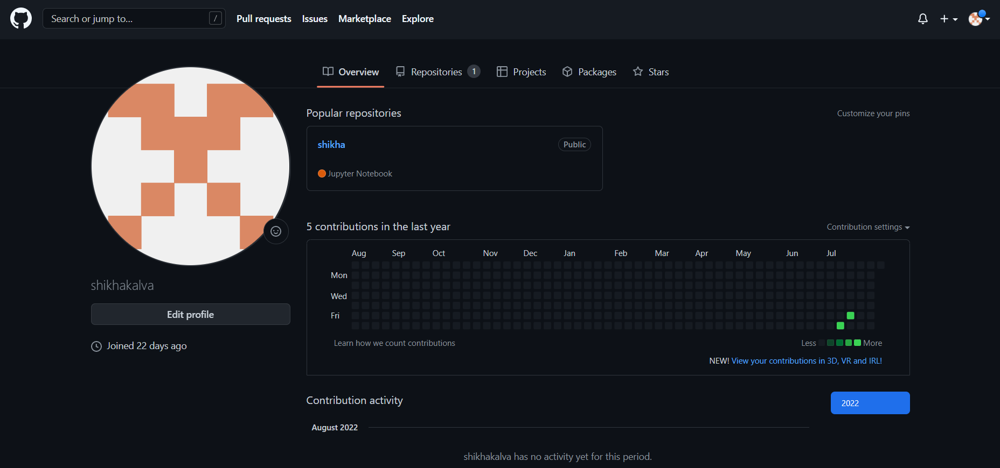 Search or jump to... /
Pull requests Issues Marketplace Explore
Overview Repositories 1 Projects Packages Stars
Popular repositories
Customize your pins
shikha Public
Jupyter Notebook
5 contributions in the last year
Contribution settings
Aug Sep Oct Nov Dec Jan Feb Mar Apr May Jun Jul
Mon
Wed
Fri
Learn how we count contributions
Less More
NEW! View your contributions in 3D, VR and IRL!
shikhakalva
Edit profile
Joined 22 days ago
Contribution activity
2022
August 2022
shikhakalva has no activity yet for this period.